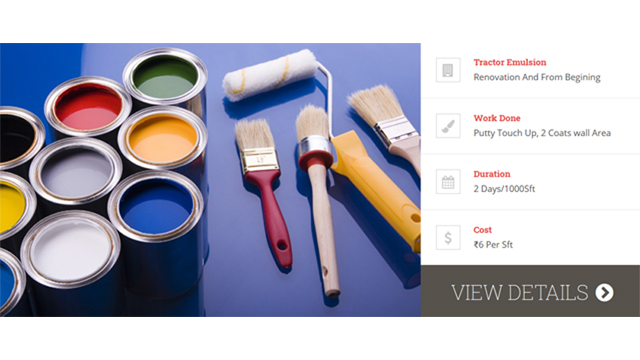 Tractor Emulsion
Renovation And From Begining
Work Done
Putty Touch Up, 2 Coats wall Area
Duration
2 Days/1000Sft
Cost
₹6 Per Sft
VIEW DETAILS